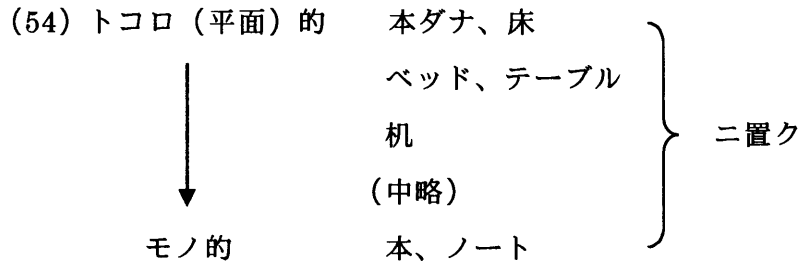 (54) トコロ (平面) 的 本ダナ、床
ベッド、テーブル
机 ニ置ク
(中略)
モノ的 本、ノート